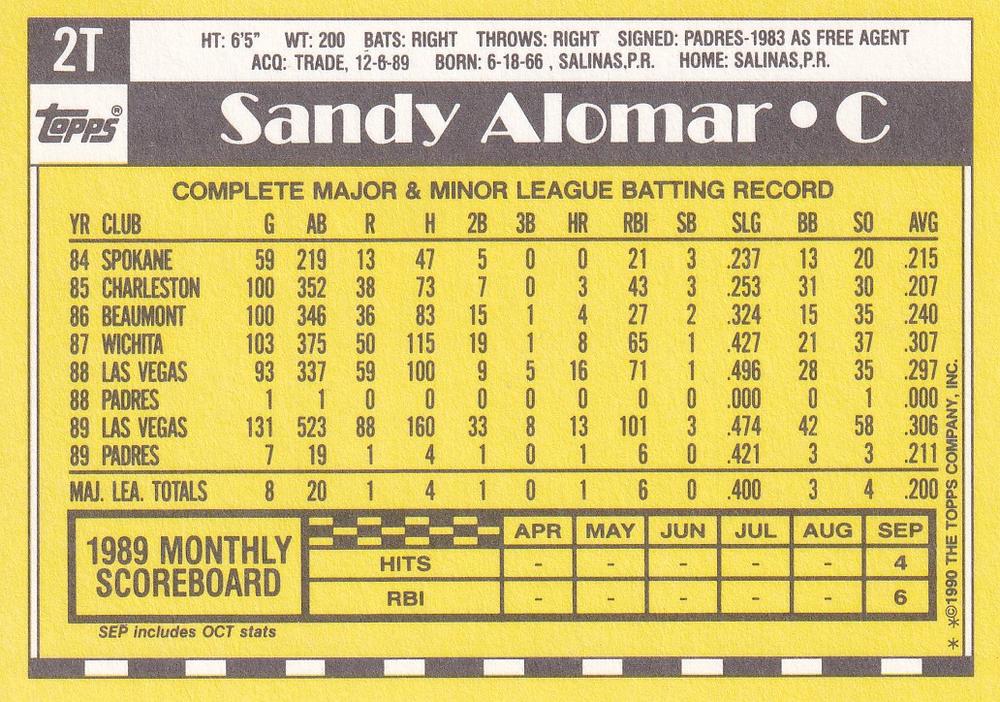 2T
HT: 6'5" WT: 200 BATS: RIGHT THROWS: RIGHT SIGNED: PADRES-1983 AS FREE AGENT
ACQ: TRADE, 12-6-89 BORN: 6-18-66 , SALINAS,P.R. HOME: SALINAS,P.R.
topps®
Sandy Alomar • C
COMPLETE MAJOR & MINOR LEAGUE BATTING RECORD
YR CLUB G AB R H 2B 3B HR RBI SB SLG BB SO AVG
84 SPOKANE 59 219 13 47 5 0 0 21 3 .237 13 20 .215
85 CHARLESTON 100 352 38 73 7 0 3 43 3 .253 31 30 .207
86 BEAUMONT 100 346 36 83 15 1 4 27 2 .324 15 35 .240
87 WICHITA 103 375 50 115 19 1 8 65 1 .427 21 37 .307
88 LAS VEGAS 93 337 59 100 9 5 16 71 1 .496 28 35 .297
88 PADRES 1 1 0 0 0 0 0 0 0 .000 0 1 .000
89 LAS VEGAS 131 523 88 160 33 8 13 101 3 .474 42 58 .306
89 PADRES 7 19 1 4 1 0 1 6 0 .421 3 3 .211
MAJ. LEA. TOTALS 8 20 1 4 1 0 1 6 0 .400 3 4 .200
1989 MONTHLY
SCOREBOARD
APR MAY JUN JUL AUG SEP
HITS - - - - - 4
RBI - - - - - 6
SEP includes OCT stats
* *©1990 THE TOPPS COMPANY, INC.